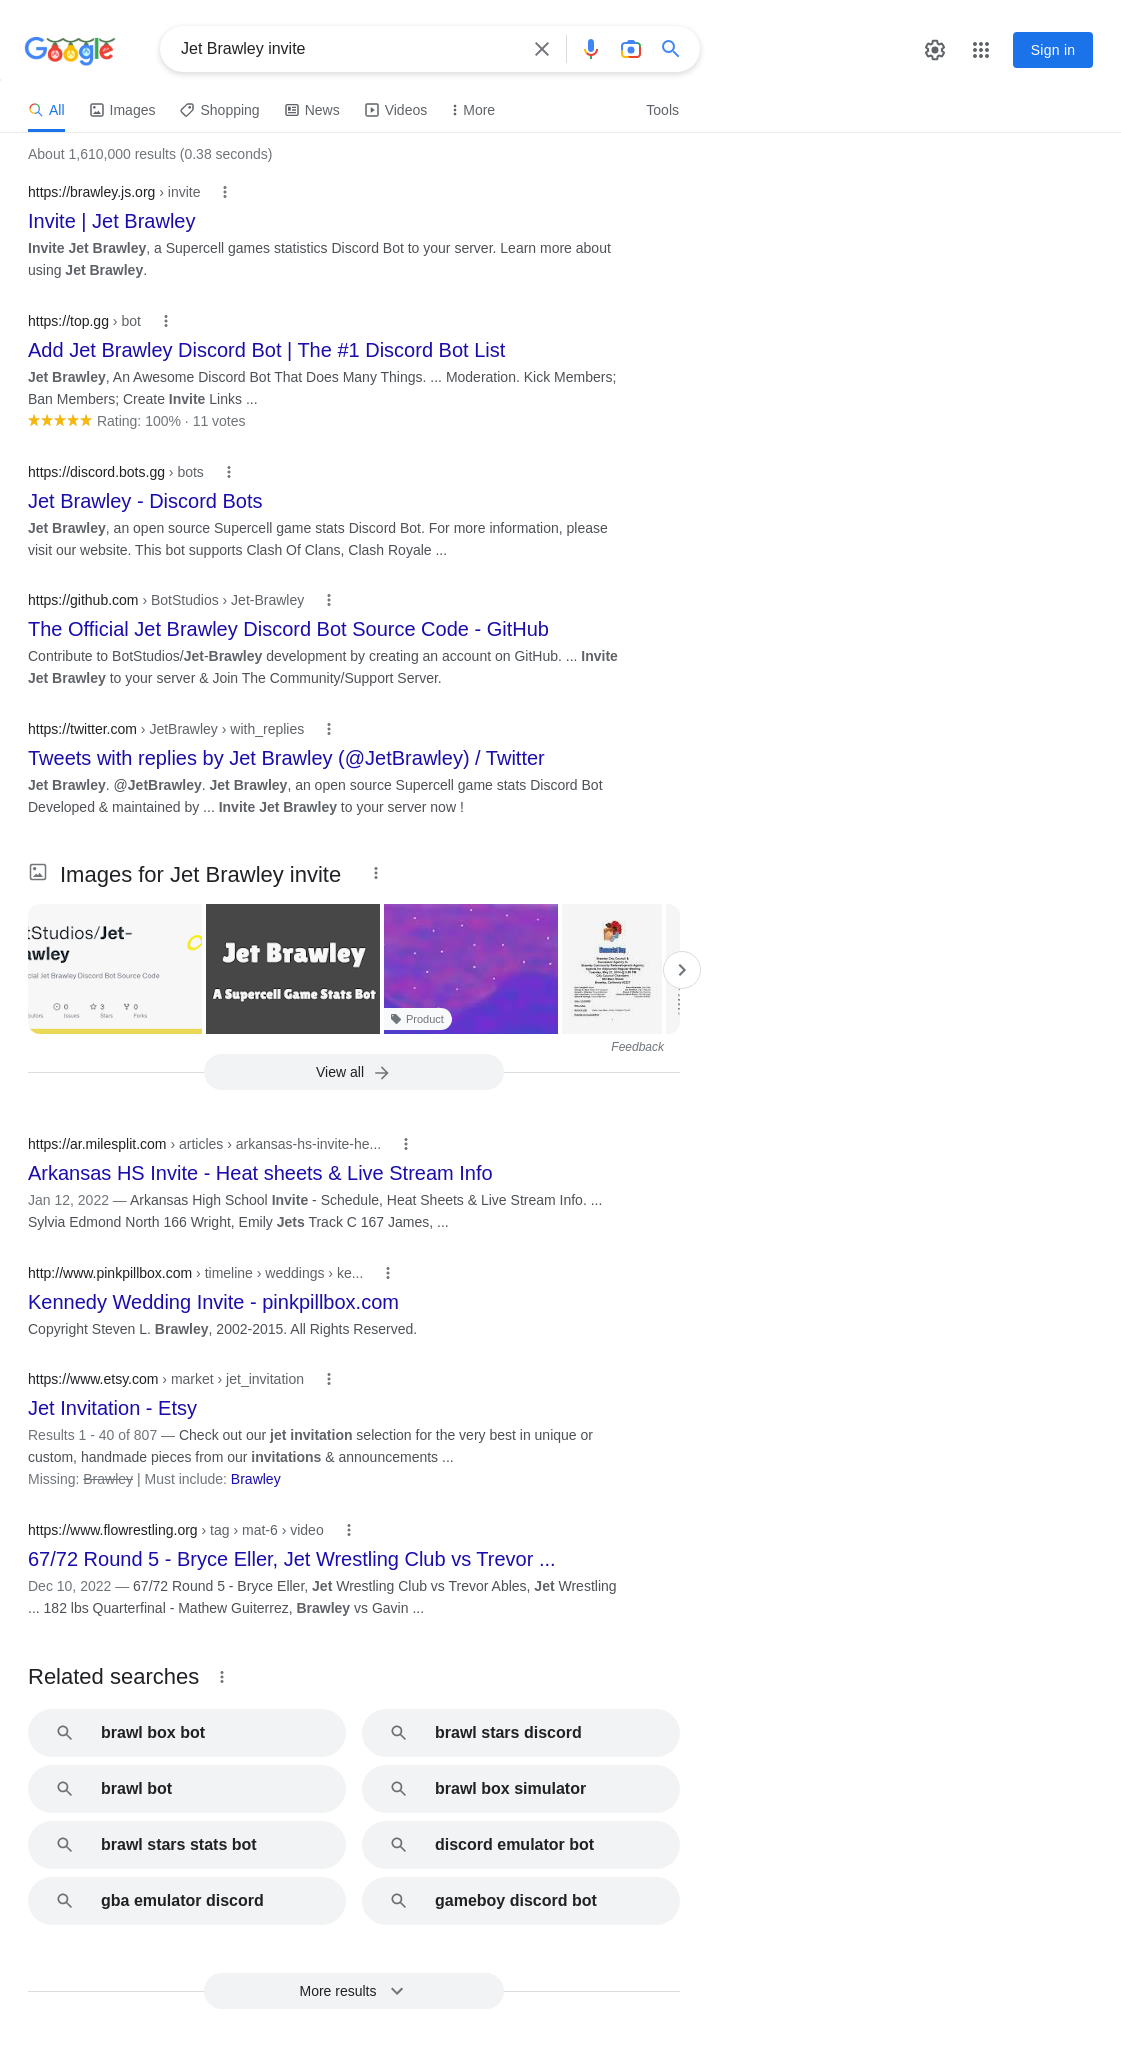 Google
Jet Brawley invite
Sign in
All
Images
Shopping
News
Videos
More
Tools
About 1,610,000 results (0.38 seconds)
https://brawley.js.org › invite
Invite | Jet Brawley
Invite Jet Brawley, a Supercell games statistics Discord Bot to your server. Learn more about
using Jet Brawley.
https://top.gg › bot
Add Jet Brawley Discord Bot | The #1 Discord Bot List
Jet Brawley, An Awesome Discord Bot That Does Many Things. ... Moderation. Kick Members;
Ban Members; Create Invite Links ...
Rating: 100% · 11 votes
https://discord.bots.gg › bots
Jet Brawley - Discord Bots
Jet Brawley, an open source Supercell game stats Discord Bot. For more information, please
visit our website. This bot supports Clash Of Clans, Clash Royale ...
https://github.com › BotStudios › Jet-Brawley
The Official Jet Brawley Discord Bot Source Code - GitHub
Contribute to BotStudios/Jet-Brawley development by creating an account on GitHub. ... Invite
Jet Brawley to your server & Join The Community/Support Server.
https://twitter.com › JetBrawley › with_replies
Tweets with replies by Jet Brawley (@JetBrawley) / Twitter
Jet Brawley. @JetBrawley. Jet Brawley, an open source Supercell game stats Discord Bot
Developed & maintained by ... Invite Jet Brawley to your server now !
Images for Jet Brawley invite
tStudios/Jet-
awley
cial Jet Brawley Discord Bot Source Code
0
3
0
butors
Issues
Stars
Forks
Jet Brawley
A Supercell Game Stats Bot
Product
Memorial Day
Feedback
View all
https://ar.milesplit.com › articles › arkansas-hs-invite-he...
Arkansas HS Invite - Heat sheets & Live Stream Info
Jan 12, 2022 — Arkansas High School Invite - Schedule, Heat Sheets & Live Stream Info. ...
Sylvia Edmond North 166 Wright, Emily Jets Track C 167 James, ...
http://www.pinkpillbox.com › timeline › weddings › ke...
Kennedy Wedding Invite - pinkpillbox.com
Copyright Steven L. Brawley, 2002-2015. All Rights Reserved.
https://www.etsy.com › market › jet_invitation
Jet Invitation - Etsy
Results 1 - 40 of 807 — Check out our jet invitation selection for the very best in unique or
custom, handmade pieces from our invitations & announcements ...
Missing: Brawley | Must include: Brawley
https://www.flowrestling.org › tag › mat-6 › video
67/72 Round 5 - Bryce Eller, Jet Wrestling Club vs Trevor ...
Dec 10, 2022 — 67/72 Round 5 - Bryce Eller, Jet Wrestling Club vs Trevor Ables, Jet Wrestling
... 182 lbs Quarterfinal - Mathew Guiterrez, Brawley vs Gavin ...
Related searches
brawl box bot
brawl stars discord
brawl bot
brawl box simulator
brawl stars stats bot
discord emulator bot
gba emulator discord
gameboy discord bot
More results